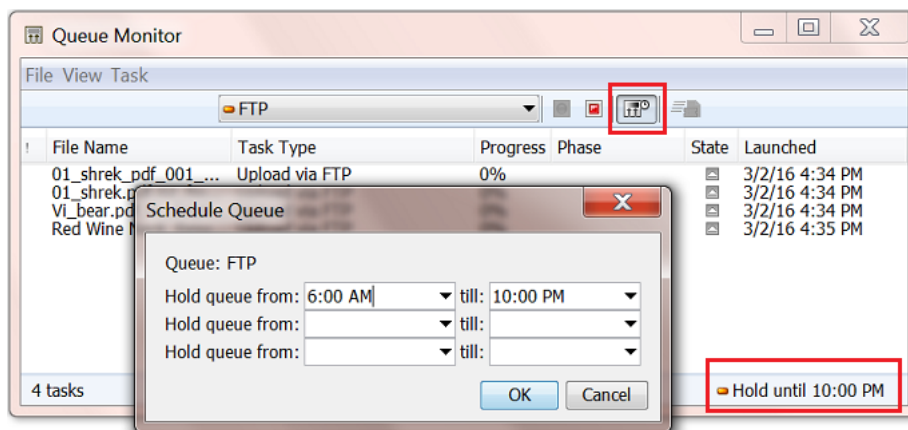 Queue Monitor
File View Task
FTP
! File Name Task Type Progress Phase State Launched
01_shrek_pdf_001_... Upload via FTP 0% 3/2/16 4:34 PM
01_shrek.p 3/2/16 4:34 PM
Vi_bear.pd 3/2/16 4:34 PM
Red Wine 3/2/16 4:35 PM
Schedule Queue
Queue: FTP
Hold queue from: 6:00 AM till: 10:00 PM
Hold queue from: till:
Hold queue from: till:
OK Cancel
4 tasks Hold until 10:00 PM